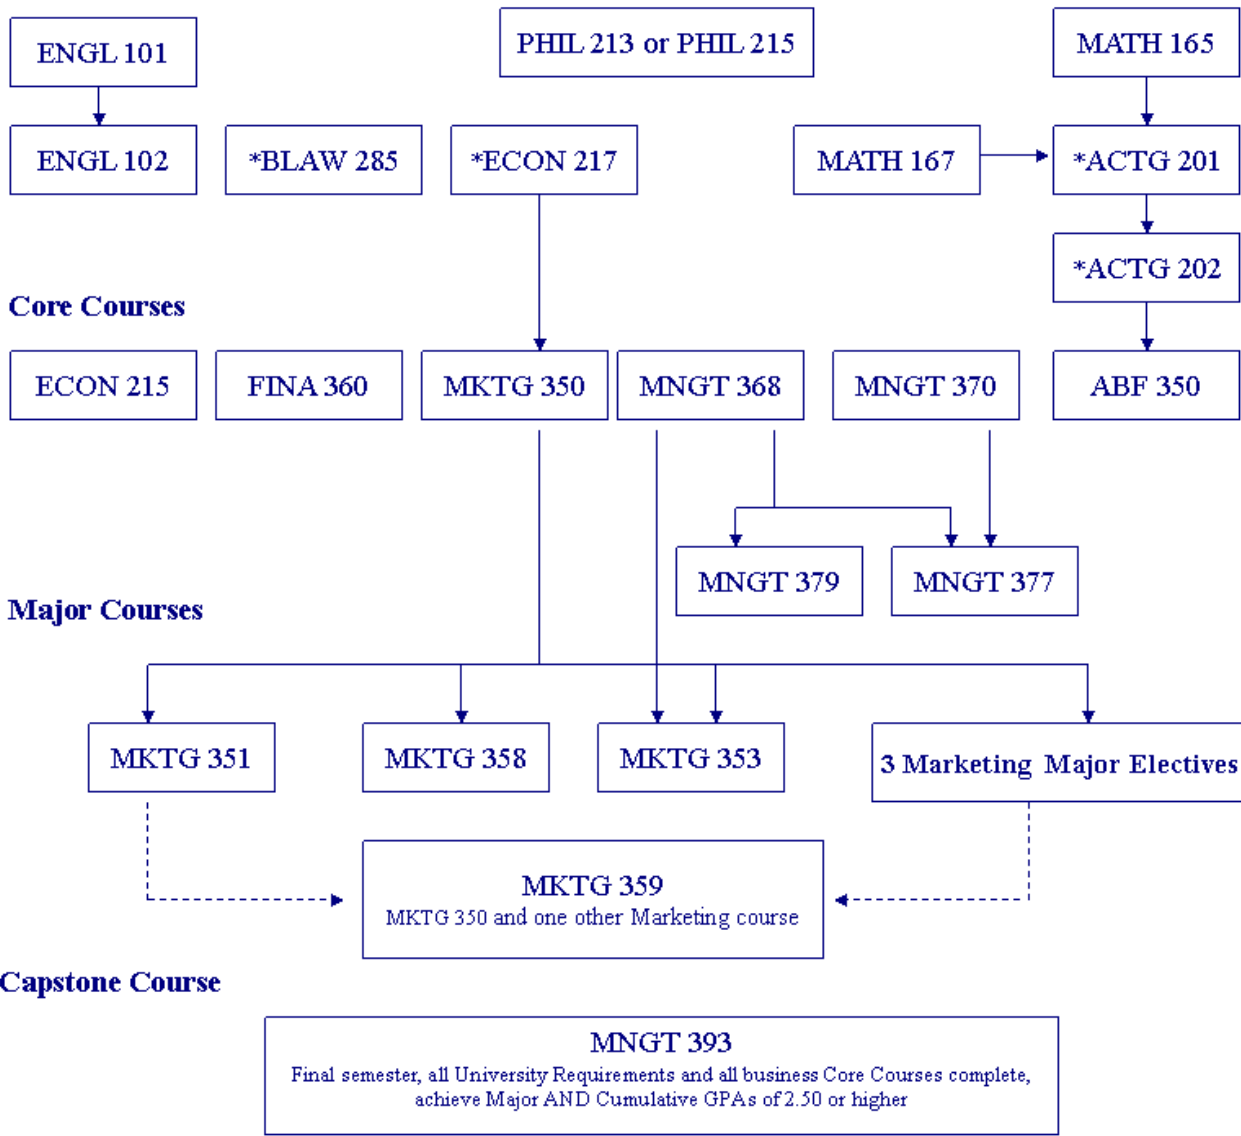 ENGL 101
PHIL 213 or PHIL 215
MATH 165
ENGL 102
*BLAW 285
*ECON 217
MATH 167
*ACTG 201
*ACTG 202
Core Courses
ECON 215
FINA 360
MKTG 350
MNGT 368
MNGT 370
ABF 350
MNGT 379
MNGT 377
Major Courses
MKTG 351
MKTG 358
MKTG 353
3 Marketing Major Electives
MKTG 359
MKTG 350 and one other Marketing course
Capstone Course
MNGT 393
Final semester, all University Requirements and all business Core Courses complete,
achieve Major AND Cumulative GPAs of 2.50 or higher